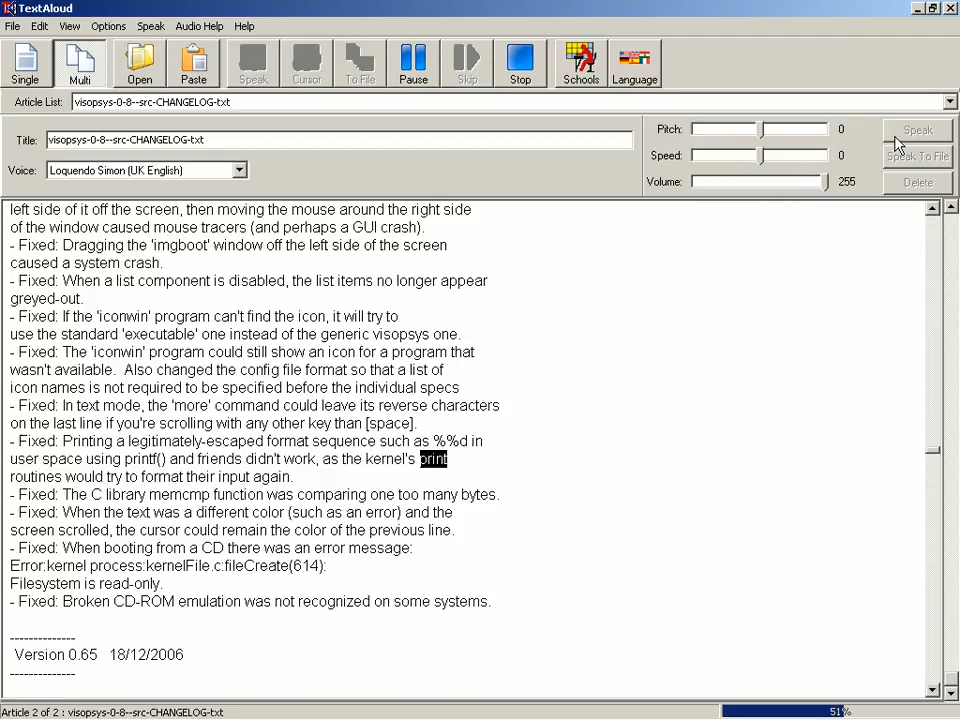 TextAloud
File Edit View Options Speak Audio Help Help
Single Multi Open Paste Speak Cursor To File Pause Skip Stop Schools Language
Article List: visopsys-0-8--src-CHANGELOG-txt
Title: visopsys-0-8--src-CHANGELOG-txt
Pitch: 0 Speak
Speed: 0 Speak To File
Voice: Loquendo Simon (UK English)
Volume: 255 Delete
left side of it off the screen, then moving the mouse around the right side
of the window caused mouse tracers (and perhaps a GUI crash).
- Fixed: Dragging the 'imgboot' window off the left side of the screen
caused a system crash.
- Fixed: When a list component is disabled, the list items no longer appear
greyed-out.
- Fixed: If the 'iconwin' program can't find the icon, it will try to
use the standard 'executable' one instead of the generic visopsys one.
- Fixed: The 'iconwin' program could still show an icon for a program that
wasn't available.  Also changed the config file format so that a list of
icon names is not required to be specified before the individual specs
- Fixed: In text mode, the 'more' command could leave its reverse characters
on the last line if you're scrolling with any other key than [space].
- Fixed: Printing a legitimately-escaped format sequence such as %%d in
user space using printf() and friends didn't work, as the kernel's print
routines would try to format their input again.
- Fixed: The C library memcmp function was comparing one too many bytes.
- Fixed: When the text was a different color (such as an error) and the
screen scrolled, the cursor could remain the color of the previous line.
- Fixed: When booting from a CD there was an error message:
Error:kernel process:kernelFile.c:fileCreate(614):
Filesystem is read-only.
- Fixed: Broken CD-ROM emulation was not recognized on some systems.
--------------
Version 0.65   18/12/2006
--------------
Article 2 of 2 : visopsys-0-8--src-CHANGELOG-txt 51%